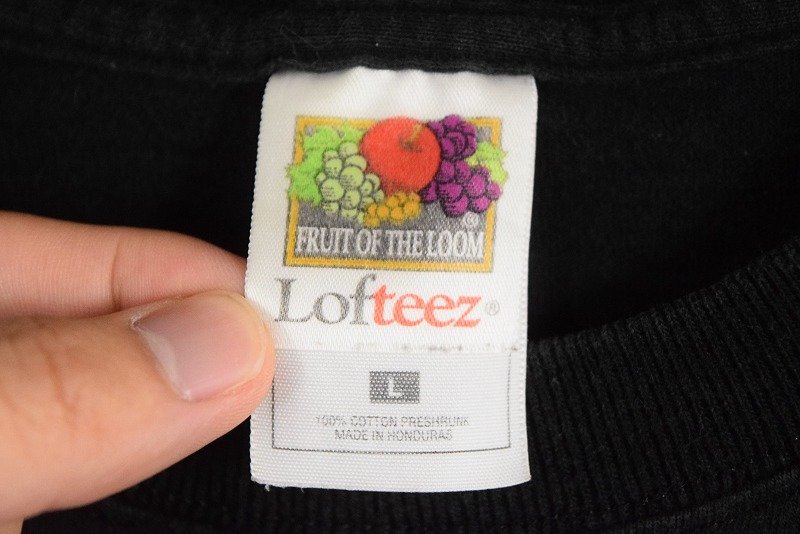 FRUIT OF THE LOOM®
Lofteez®
L
100% COTTON PRESHRUNK
MADE IN HONDURAS